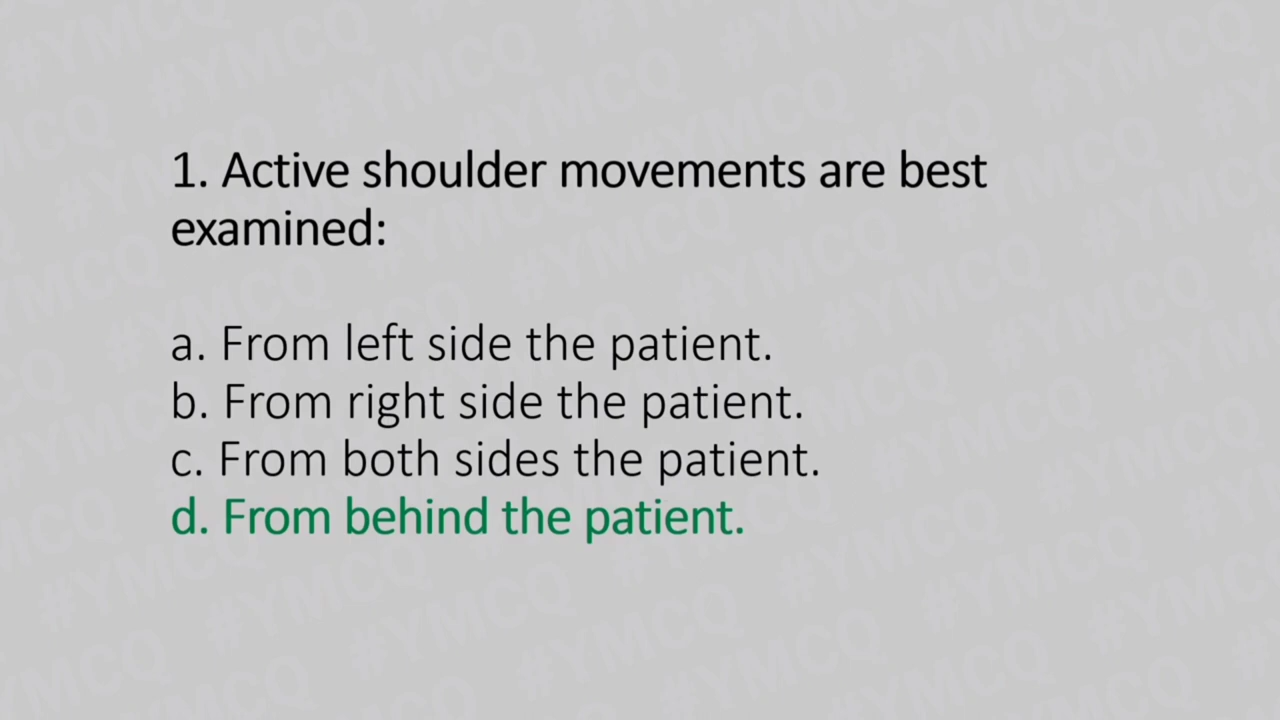 1. Active shoulder movements are best
examined:
a. From left side the patient.
b. From right side the patient.
c. From both sides the patient.
d. From behind the patient.
#YMCQ